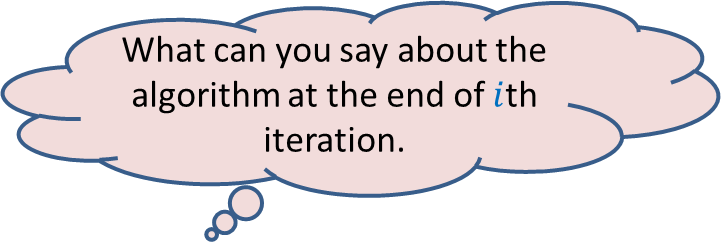 What can you say about the
algorithm at the end of ith
iteration.